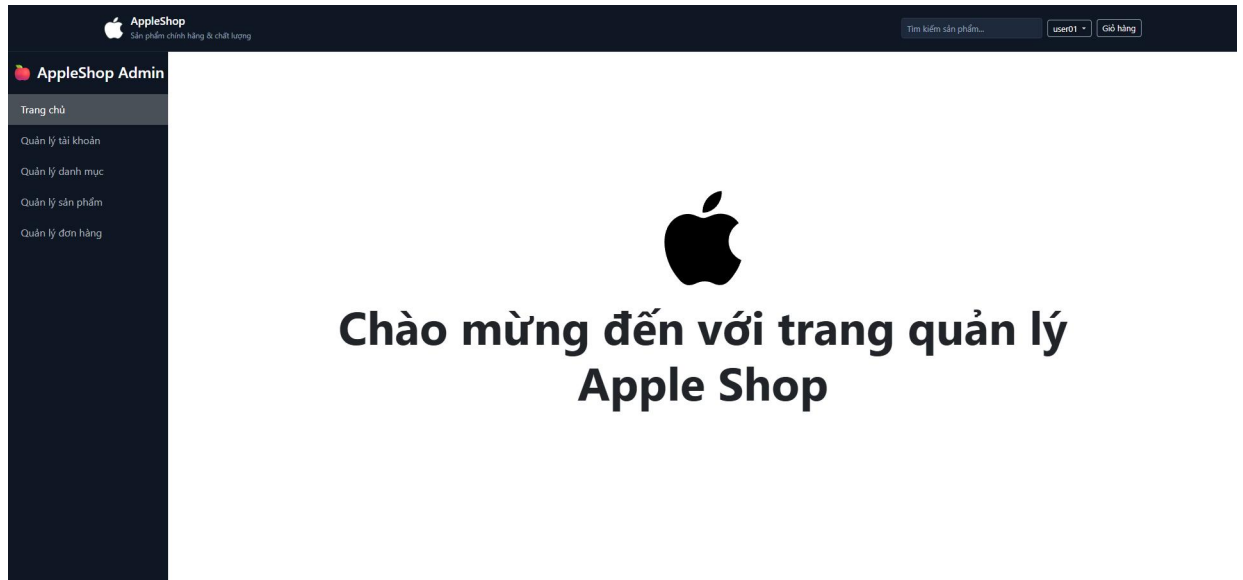 AppleShop
Sản phẩm chính hãng & chất lượng
Tìm kiếm sản phẩm...
user01
Giỏ hàng
AppleShop Admin
Trang chủ
Quản lý tài khoản
Quản lý danh mục
Quản lý sản phẩm
Quản lý đơn hàng
Chào mừng đến với trang quản lý
Apple Shop